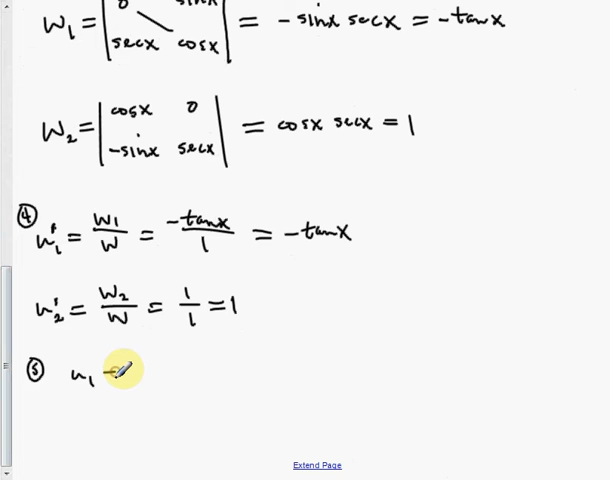 W₁ = | 0 sinx ; secx cosx | = - sinx secx = -tanx
W₂ = | cosx 0 ; -sinx secx | = cosx secx = 1
④ u₁' = W₁/W = -tanx/1 = -tanx
u₂' = W₂/W = 1/1 = 1
⑤ u₁ =
Extend Page